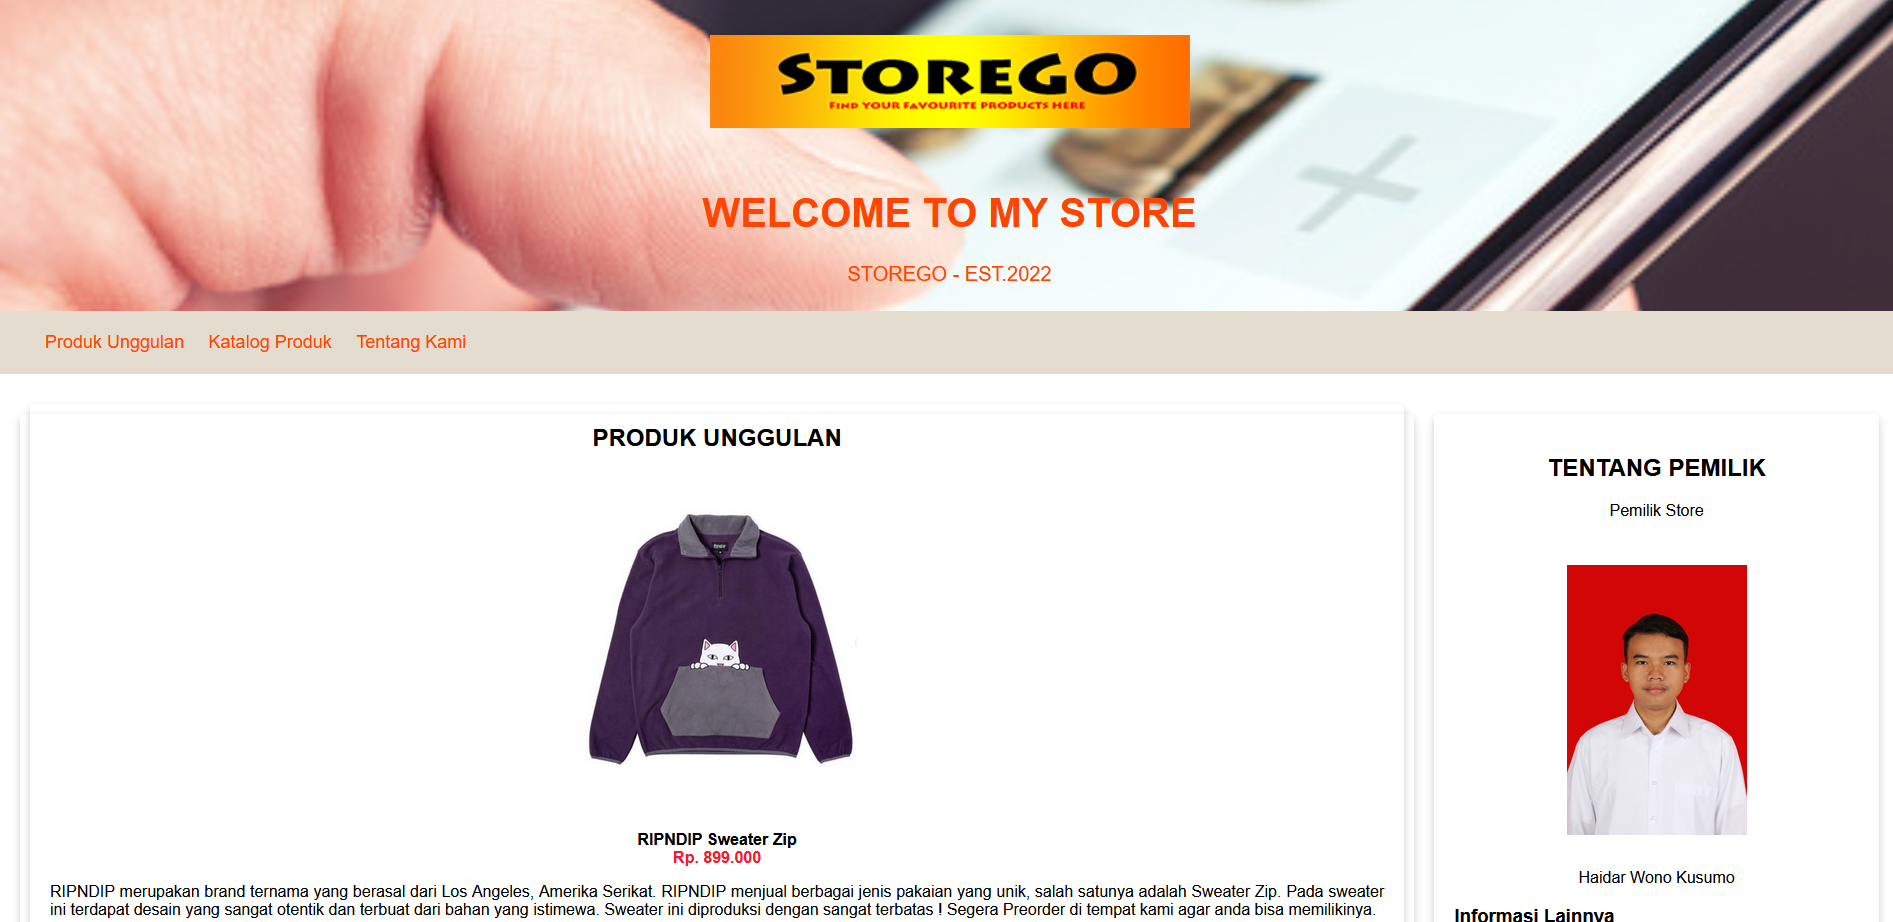 STOREGO
FIND YOUR FAVOURITE PRODUCTS HERE
WELCOME TO MY STORE
STOREGO - EST.2022
Produk Unggulan Katalog Produk Tentang Kami
PRODUK UNGGULAN
RIPNDIP Sweater Zip
Rp. 899.000
RIPNDIP merupakan brand ternama yang berasal dari Los Angeles, Amerika Serikat. RIPNDIP menjual berbagai jenis pakaian yang unik, salah satunya adalah Sweater Zip. Pada sweater
ini terdapat desain yang sangat otentik dan terbuat dari bahan yang istimewa. Sweater ini diproduksi dengan sangat terbatas ! Segera Preorder di tempat kami agar anda bisa memilikinya.
TENTANG PEMILIK
Pemilik Store
Haidar Wono Kusumo
Informasi Lainnya